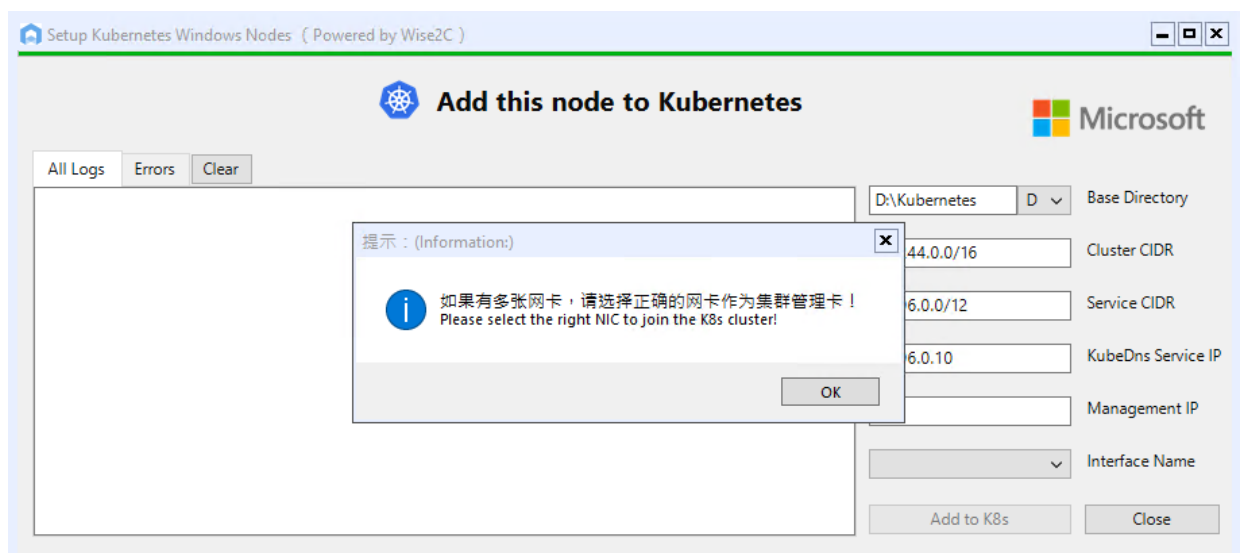 Setup Kubernetes Windows Nodes ( Powered by Wise2C )
Add this node to Kubernetes
Microsoft
All Logs Errors Clear
D:\Kubernetes D Base Directory
提示：(Information:)
44.0.0/16 Cluster CIDR
如果有多张网卡，请选择正确的网卡作为集群管理卡！
Please select the right NIC to join the K8s cluster!
6.0.0/12 Service CIDR
6.0.10 KubeDns Service IP
OK
Management IP
Interface Name
Add to K8s Close